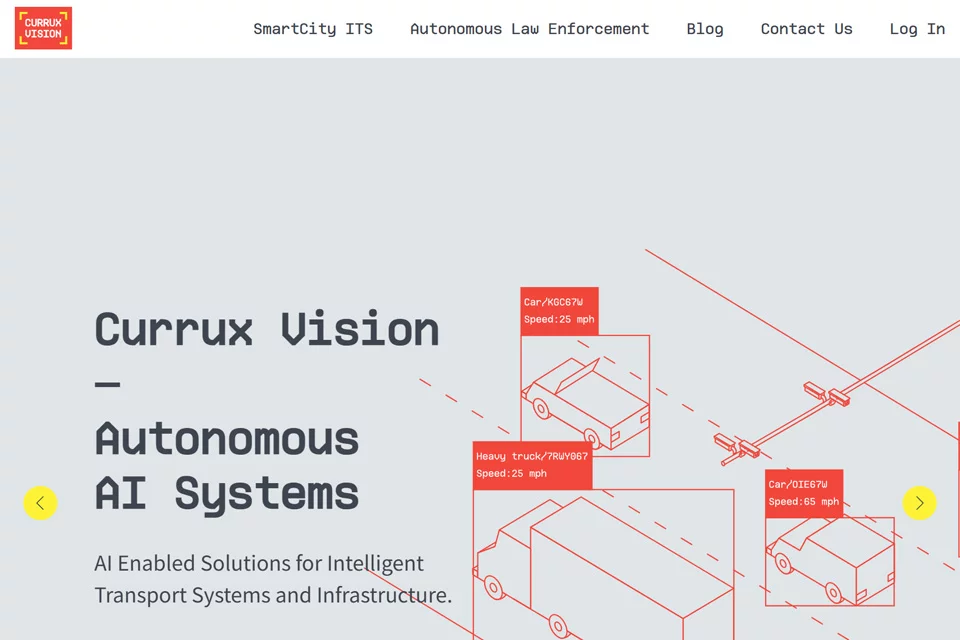 CURRUX
VISION
SmartCity ITS
Autonomous Law Enforcement
Blog
Contact Us
Log In
Currux Vision
–
Autonomous
AI Systems
AI Enabled Solutions for Intelligent
Transport Systems and Infrastructure.
Car/KGC67W
Speed:25 mph
Heavy truck/7RWY067
Speed:25 mph
Car/OIE67W
Speed:65 mph